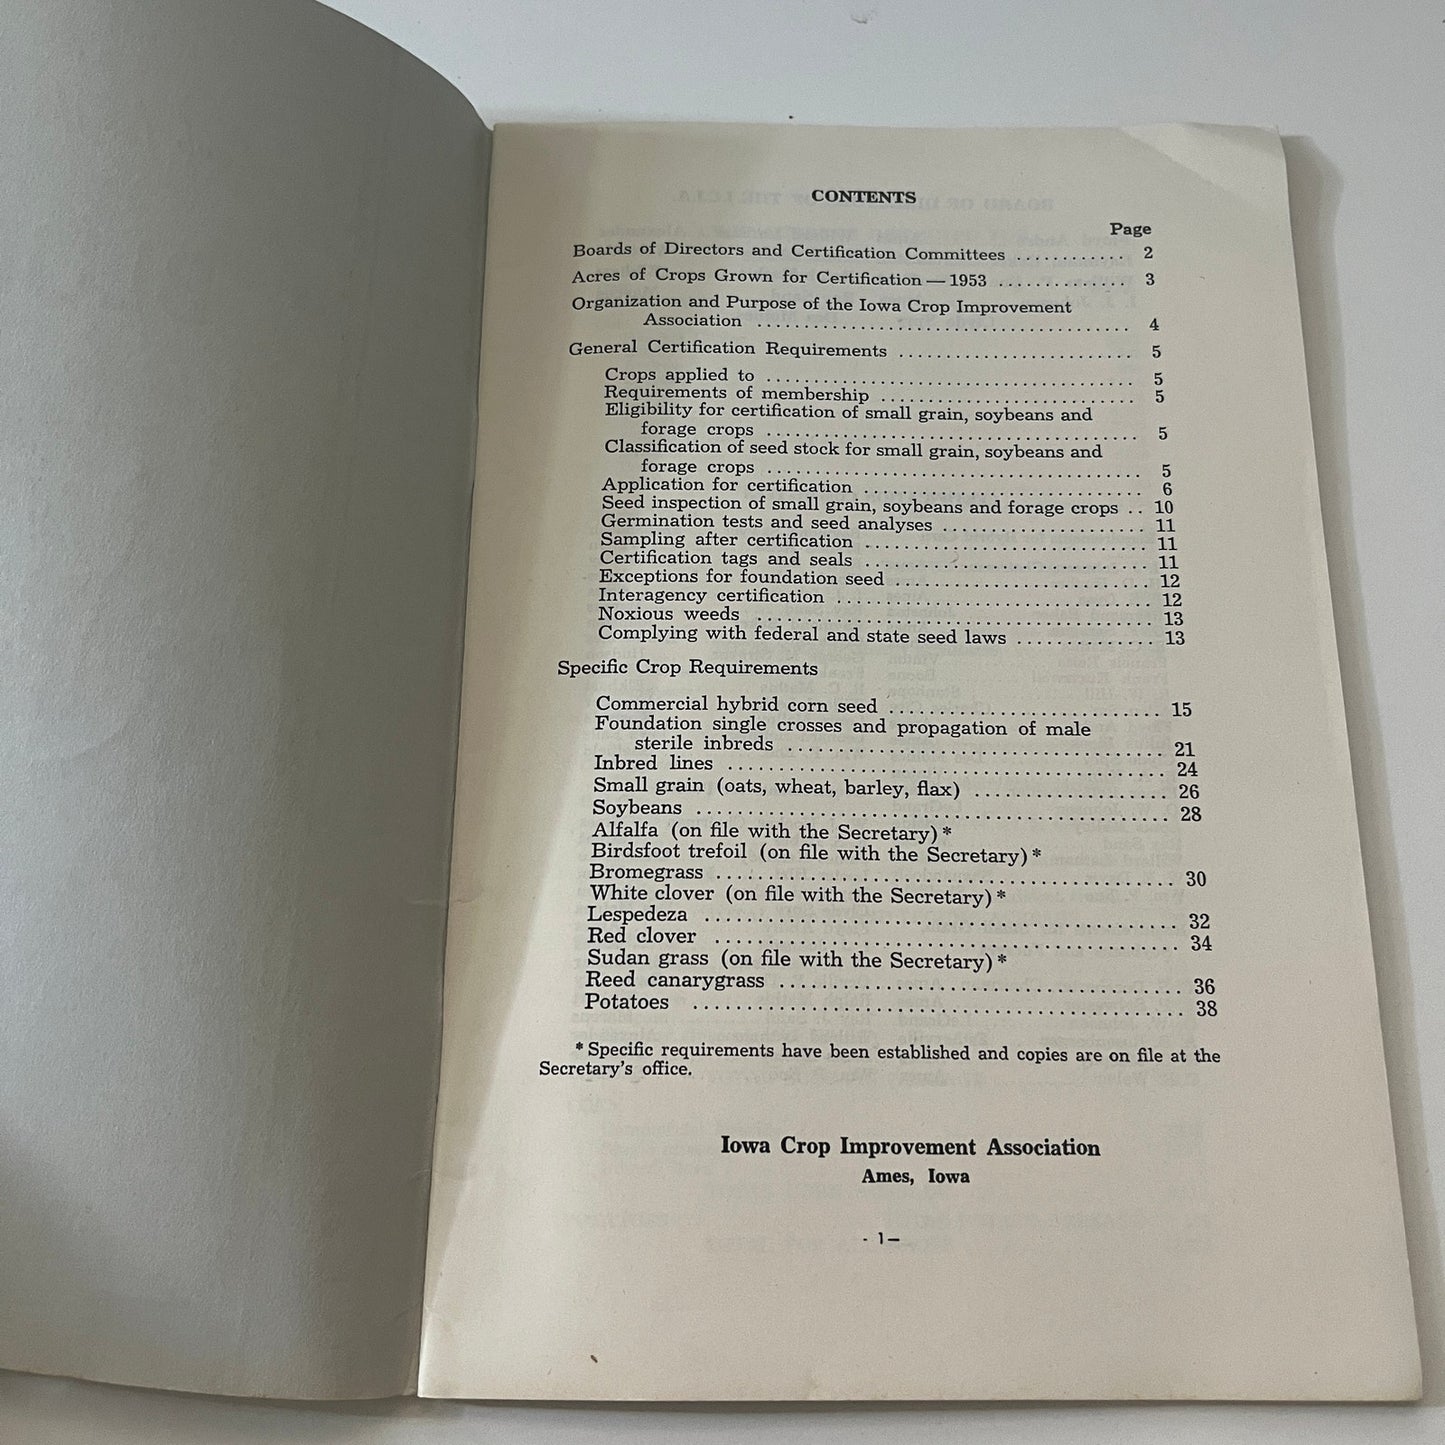 CONTENTS
Page
Boards of Directors and Certification Committees ............ 2
Acres of Crops Grown for Certification — 1953 .............. 3
Organization and Purpose of the Iowa Crop Improvement
Association ........................................ 4
General Certification Requirements ......................... 5
Crops applied to ....................................... 5
Requirements of membership ........................... 5
Eligibility for certification of small grain, soybeans and
forage crops ........................................ 5
Classification of seed stock for small grain, soybeans and
forage crops ........................................ 5
Application for certification .............................. 6
Seed inspection of small grain, soybeans and forage crops .. 10
Germination tests and seed analyses ...................... 11
Sampling after certification .............................. 11
Certification tags and seals .............................. 11
Exceptions for foundation seed ........................... 12
Interagency certification .................................. 12
Noxious weeds .......................................... 13
Complying with federal and state seed laws ............... 13
Specific Crop Requirements
Commercial hybrid corn seed ............................. 15
Foundation single crosses and propagation of male
sterile inbreds ........................................ 21
Inbred lines .............................................. 24
Small grain (oats, wheat, barley, flax) ................... 26
Soybeans ................................................. 28
Alfalfa (on file with the Secretary)*
Birdsfoot trefoil (on file with the Secretary)*
Bromegrass ............................................... 30
White clover (on file with the Secretary)*
Lespedeza ................................................ 32
Red clover ............................................... 34
Sudan grass (on file with the Secretary)*
Reed canarygrass ......................................... 36
Potatoes .................................................. 38
* Specific requirements have been established and copies are on file at the
Secretary's office.
Iowa Crop Improvement Association
Ames, Iowa
- 1—